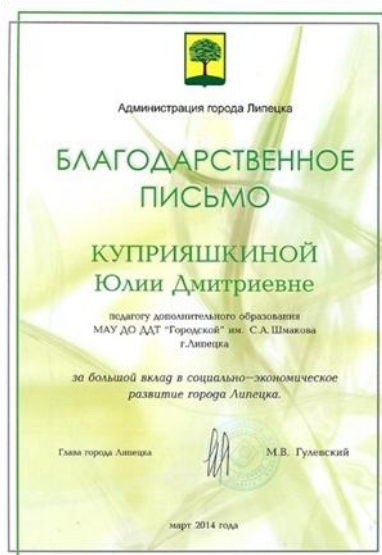 Администрация города Липецка
БЛАГОДАРСТВЕННОЕ
ПИСЬМО
КУПРИЯШКИНОЙ
Юлии Дмитриевне
педагогу дополнительного образования
МАУ ДО ДДТ "Городской" им. С.А. Шмакова
г.Липецка
за большой вклад в социально-экономическое
развитие города Липецка.
Глава города Липецка
М.В. Гулевский
март 2014 года